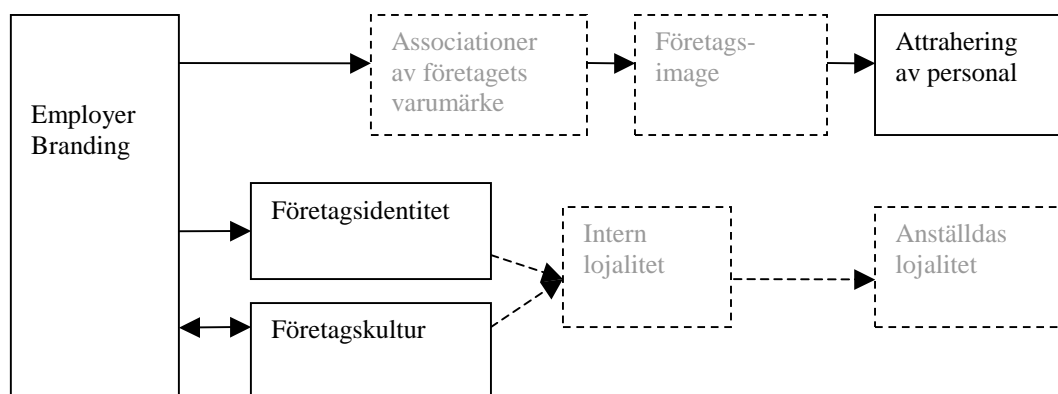 Employer
Branding
Associationer
av företagets
varumärke
Företags-
image
Attrahering
av personal
Företagsidentitet
Företagskultur
Intern
lojalitet
Anställdas
lojalitet